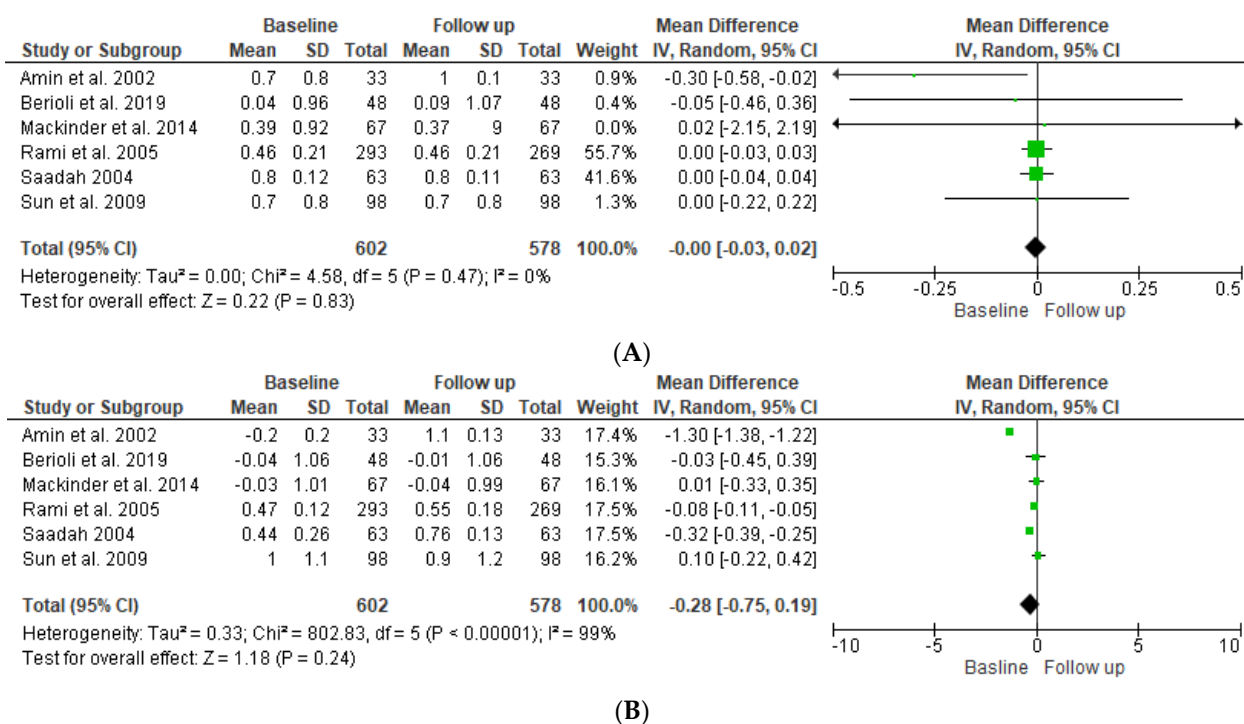 Baseline Follow up Mean Difference Mean Difference
Study or Subgroup Mean SD Total Mean SD Total Weight IV, Random, 95% CI IV, Random, 95% CI
Amin et al. 2002 0.7 0.8 33 1 0.1 33 0.9% -0.30 [-0.58, -0.02]
Berioli et al. 2019 0.04 0.96 48 0.09 1.07 48 0.4% -0.05 [-0.46, 0.36]
Mackinder et al. 2014 0.39 0.92 67 0.37 9 67 0.0% 0.02 [-2.15, 2.19]
Rami et al. 2005 0.46 0.21 293 0.46 0.21 269 55.7% 0.00 [-0.03, 0.03]
Saadah 2004 0.8 0.12 63 0.8 0.11 63 41.6% 0.00 [-0.04, 0.04]
Sun et al. 2009 0.7 0.8 98 0.7 0.8 98 1.3% 0.00 [-0.22, 0.22]
Total (95% CI) 602 578 100.0% -0.00 [-0.03, 0.02]
Heterogeneity: Tau² = 0.00; Chi² = 4.58, df = 5 (P = 0.47); I² = 0%
Test for overall effect: Z = 0.22 (P = 0.83)
-0.5 -0.25 0 0.25 0.5
Baseline Follow up
(A)
Baseline Follow up Mean Difference Mean Difference
Study or Subgroup Mean SD Total Mean SD Total Weight IV, Random, 95% CI IV, Random, 95% CI
Amin et al. 2002 -0.2 0.2 33 1.1 0.13 33 17.4% -1.30 [-1.38, -1.22]
Berioli et al. 2019 -0.04 1.06 48 -0.01 1.06 48 15.3% -0.03 [-0.45, 0.39]
Mackinder et al. 2014 -0.03 1.01 67 -0.04 0.99 67 16.1% 0.01 [-0.33, 0.35]
Rami et al. 2005 0.47 0.12 293 0.55 0.18 269 17.5% -0.08 [-0.11, -0.05]
Saadah 2004 0.44 0.26 63 0.76 0.13 63 17.5% -0.32 [-0.39, -0.25]
Sun et al. 2009 1 1.1 98 0.9 1.2 98 16.2% 0.10 [-0.22, 0.42]
Total (95% CI) 602 578 100.0% -0.28 [-0.75, 0.19]
Heterogeneity: Tau² = 0.33; Chi² = 802.83, df = 5 (P < 0.00001); I² = 99%
Test for overall effect: Z = 1.18 (P = 0.24)
-10 -5 0 5 10
Basline Follow up
(B)